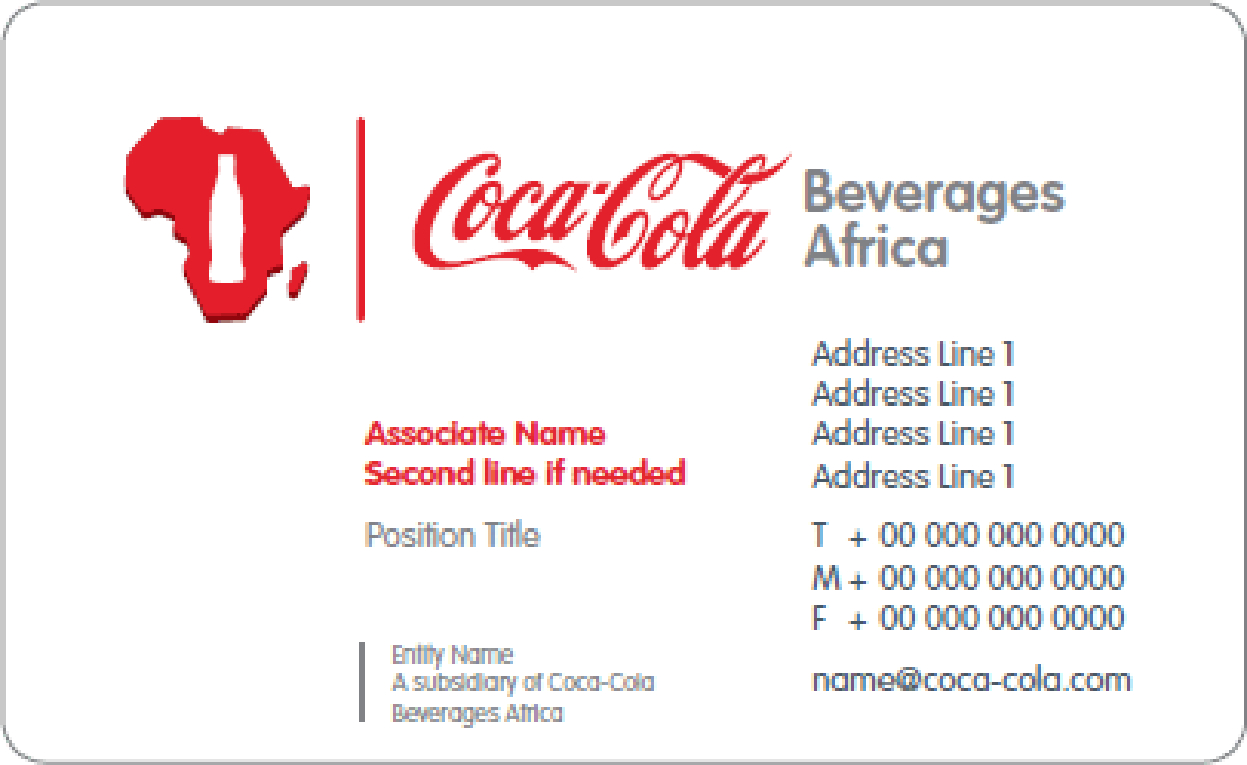 Coca-Cola Beverages
Africa
Associate Name
Second line if needed
Position Title
Entity Name
A subsidiary of Coca-Cola
Beverages Africa
Address Line 1
Address Line 1
Address Line 1
Address Line 1
T + 00 000 000 0000
M + 00 000 000 0000
F + 00 000 000 0000
name@coca-cola.com